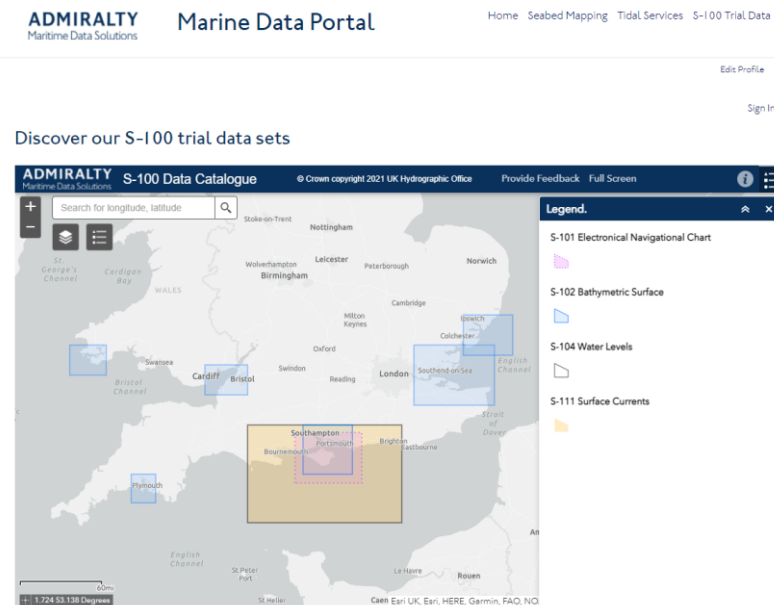 ADMIRALTY
Maritime Data Solutions
Marine Data Portal
Home Seabed Mapping Tidal Services S-100 Trial Data
Edit Profile
Sign In
Discover our S-100 trial data sets
ADMIRALTY
Maritime Data Solutions
S-100 Data Catalogue
© Crown copyright 2021 UK Hydrographic Office
Provide Feedback Full Screen
Search for longitude, latitude
Legend.
S-101 Electronical Navigational Chart
S-102 Bathymetric Surface
S-104 Water Levels
S-111 Surface Currents
Stoke-on-Trent
Nottingham
St. George's Channel
Cardigan Bay
Wolverhampton
Leicester
Peterborough
Norwich
Birmingham
WALES
Cambridge
Milton Keynes
Ipswich
Colchester
Oxford
Swansea
Cardiff
Bristol
Swindon
Reading
London
Southend-on-Sea
English Channel
Bristol Channel
Strait of Dover
Southampton
Portsmouth
Brighton
Eastbourne
Bournemouth
Plymouth
English Channel
St Peter Port
Le Havre
Rouen
60mi
1.724 53.138 Degrees
St Helier
Caen
Esri UK, Esri, HERE, Garmin, FAO, NO